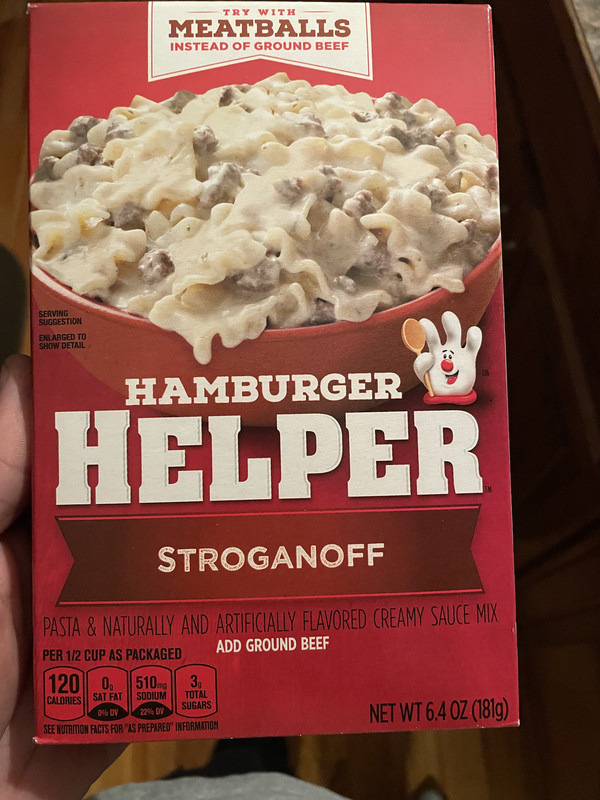 TRY WITH
MEATBALLS
INSTEAD OF GROUND BEEF
SERVING
SUGGESTION
ENLARGED TO
SHOW DETAIL
HAMBURGER
HELPER
STROGANOFF
PASTA & NATURALLY AND ARTIFICIALLY FLAVORED CREAMY SAUCE MIX
ADD GROUND BEEF
PER 1/2 CUP AS PACKAGED
120 CALORIES
0g SAT FAT 0% DV
510mg SODIUM 22% DV
3g TOTAL SUGARS
SEE NUTRITION FACTS FOR "AS PREPARED" INFORMATION
NET WT 6.4 OZ (181g)